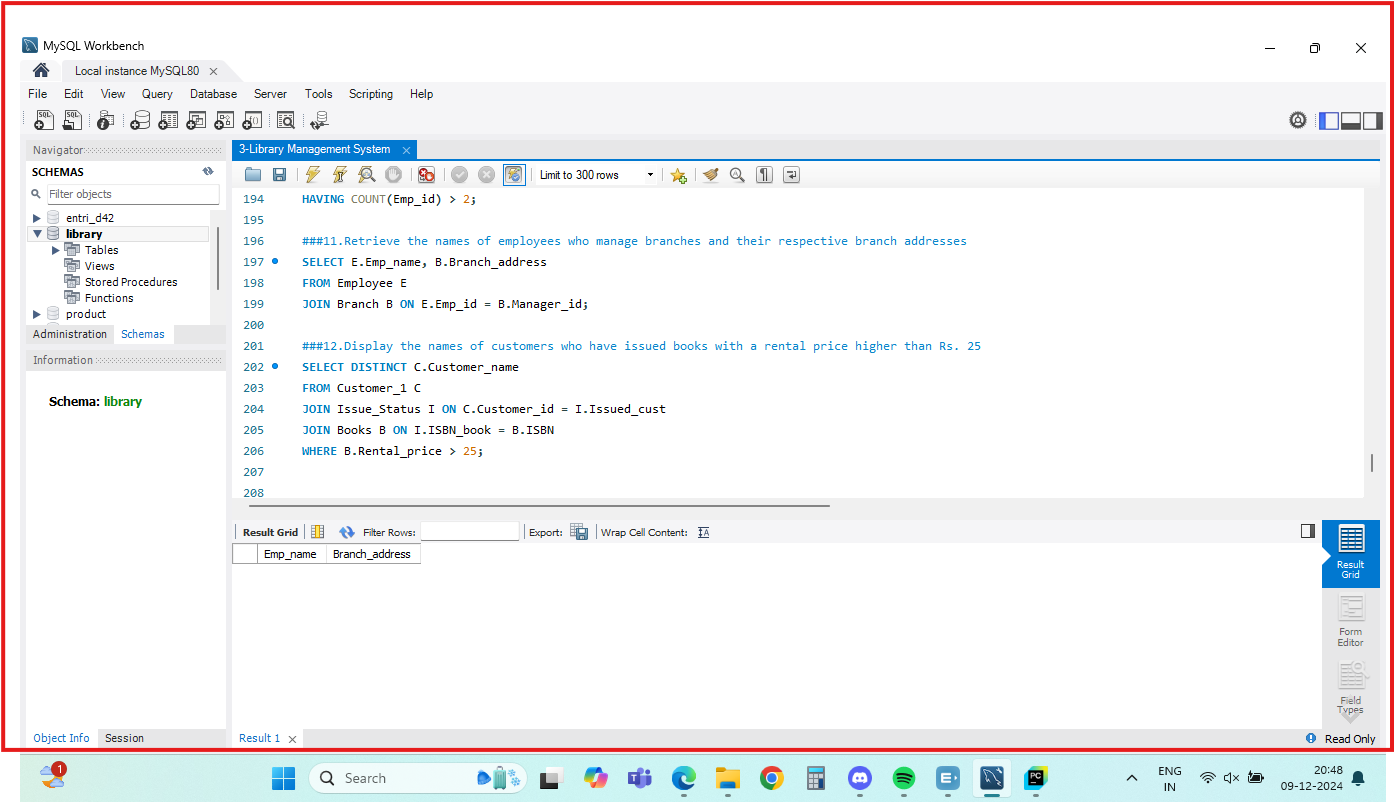 MySQL Workbench
Local instance MySQL80
File Edit View Query Database Server Tools Scripting Help
Navigator
SCHEMAS
Filter objects
entri_d42
library
Tables
Views
Stored Procedures
Functions
product
Administration Schemas
Information
Schema: library
Object Info Session
3-Library Management System
Limit to 300 rows
194 HAVING COUNT(Emp_id) > 2;
195
196 ###11.Retrieve the names of employees who manage branches and their respective branch addresses
197 SELECT E.Emp_name, B.Branch_address
198 FROM Employee E
199 JOIN Branch B ON E.Emp_id = B.Manager_id;
200
201 ###12.Display the names of customers who have issued books with a rental price higher than Rs. 25
202 SELECT DISTINCT C.Customer_name
203 FROM Customer_1 C
204 JOIN Issue_Status I ON C.Customer_id = I.Issued_cust
205 JOIN Books B ON I.ISBN_book = B.ISBN
206 WHERE B.Rental_price > 25;
207
208
Result Grid Filter Rows: Export: Wrap Cell Content:
Emp_name Branch_address
Result
Grid
Form
Editor
Field
Types
Result 1
Read Only
1
Search
PC
ENG
IN
20:48
09-12-2024